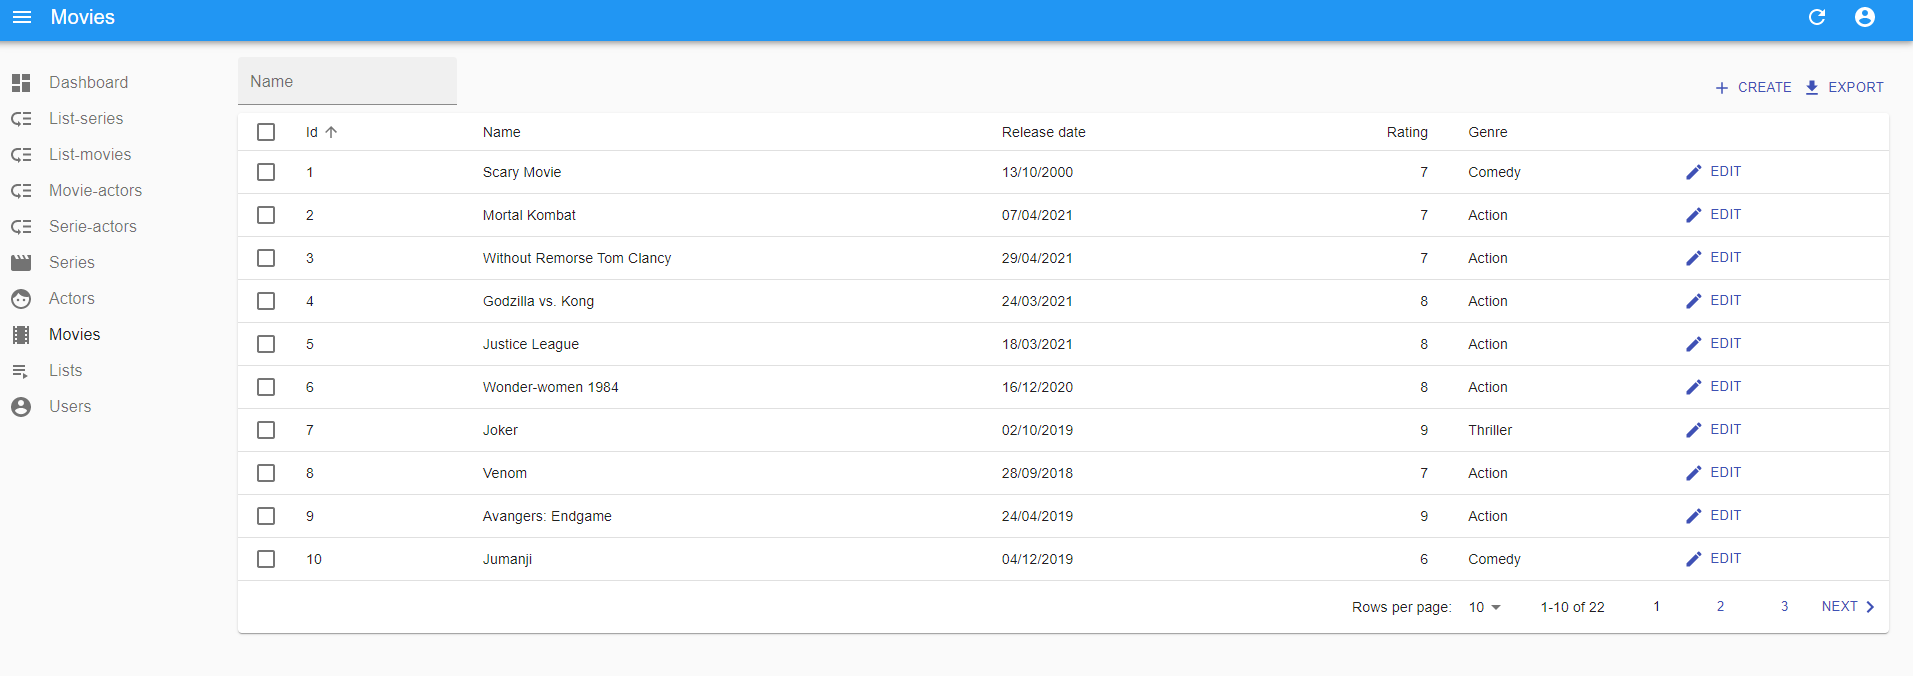 Movies
Dashboard
List-series
List-movies
Movie-actors
Serie-actors
Series
Actors
Movies
Lists
Users
Name
CREATE EXPORT
Id Name Release date Rating Genre
1 Scary Movie 13/10/2000 7 Comedy EDIT
2 Mortal Kombat 07/04/2021 7 Action EDIT
3 Without Remorse Tom Clancy 29/04/2021 7 Action EDIT
4 Godzilla vs. Kong 24/03/2021 8 Action EDIT
5 Justice League 18/03/2021 8 Action EDIT
6 Wonder-women 1984 16/12/2020 8 Action EDIT
7 Joker 02/10/2019 9 Thriller EDIT
8 Venom 28/09/2018 7 Action EDIT
9 Avangers: Endgame 24/04/2019 9 Action EDIT
10 Jumanji 04/12/2019 6 Comedy EDIT
Rows per page: 10 1-10 of 22 1 2 3 NEXT